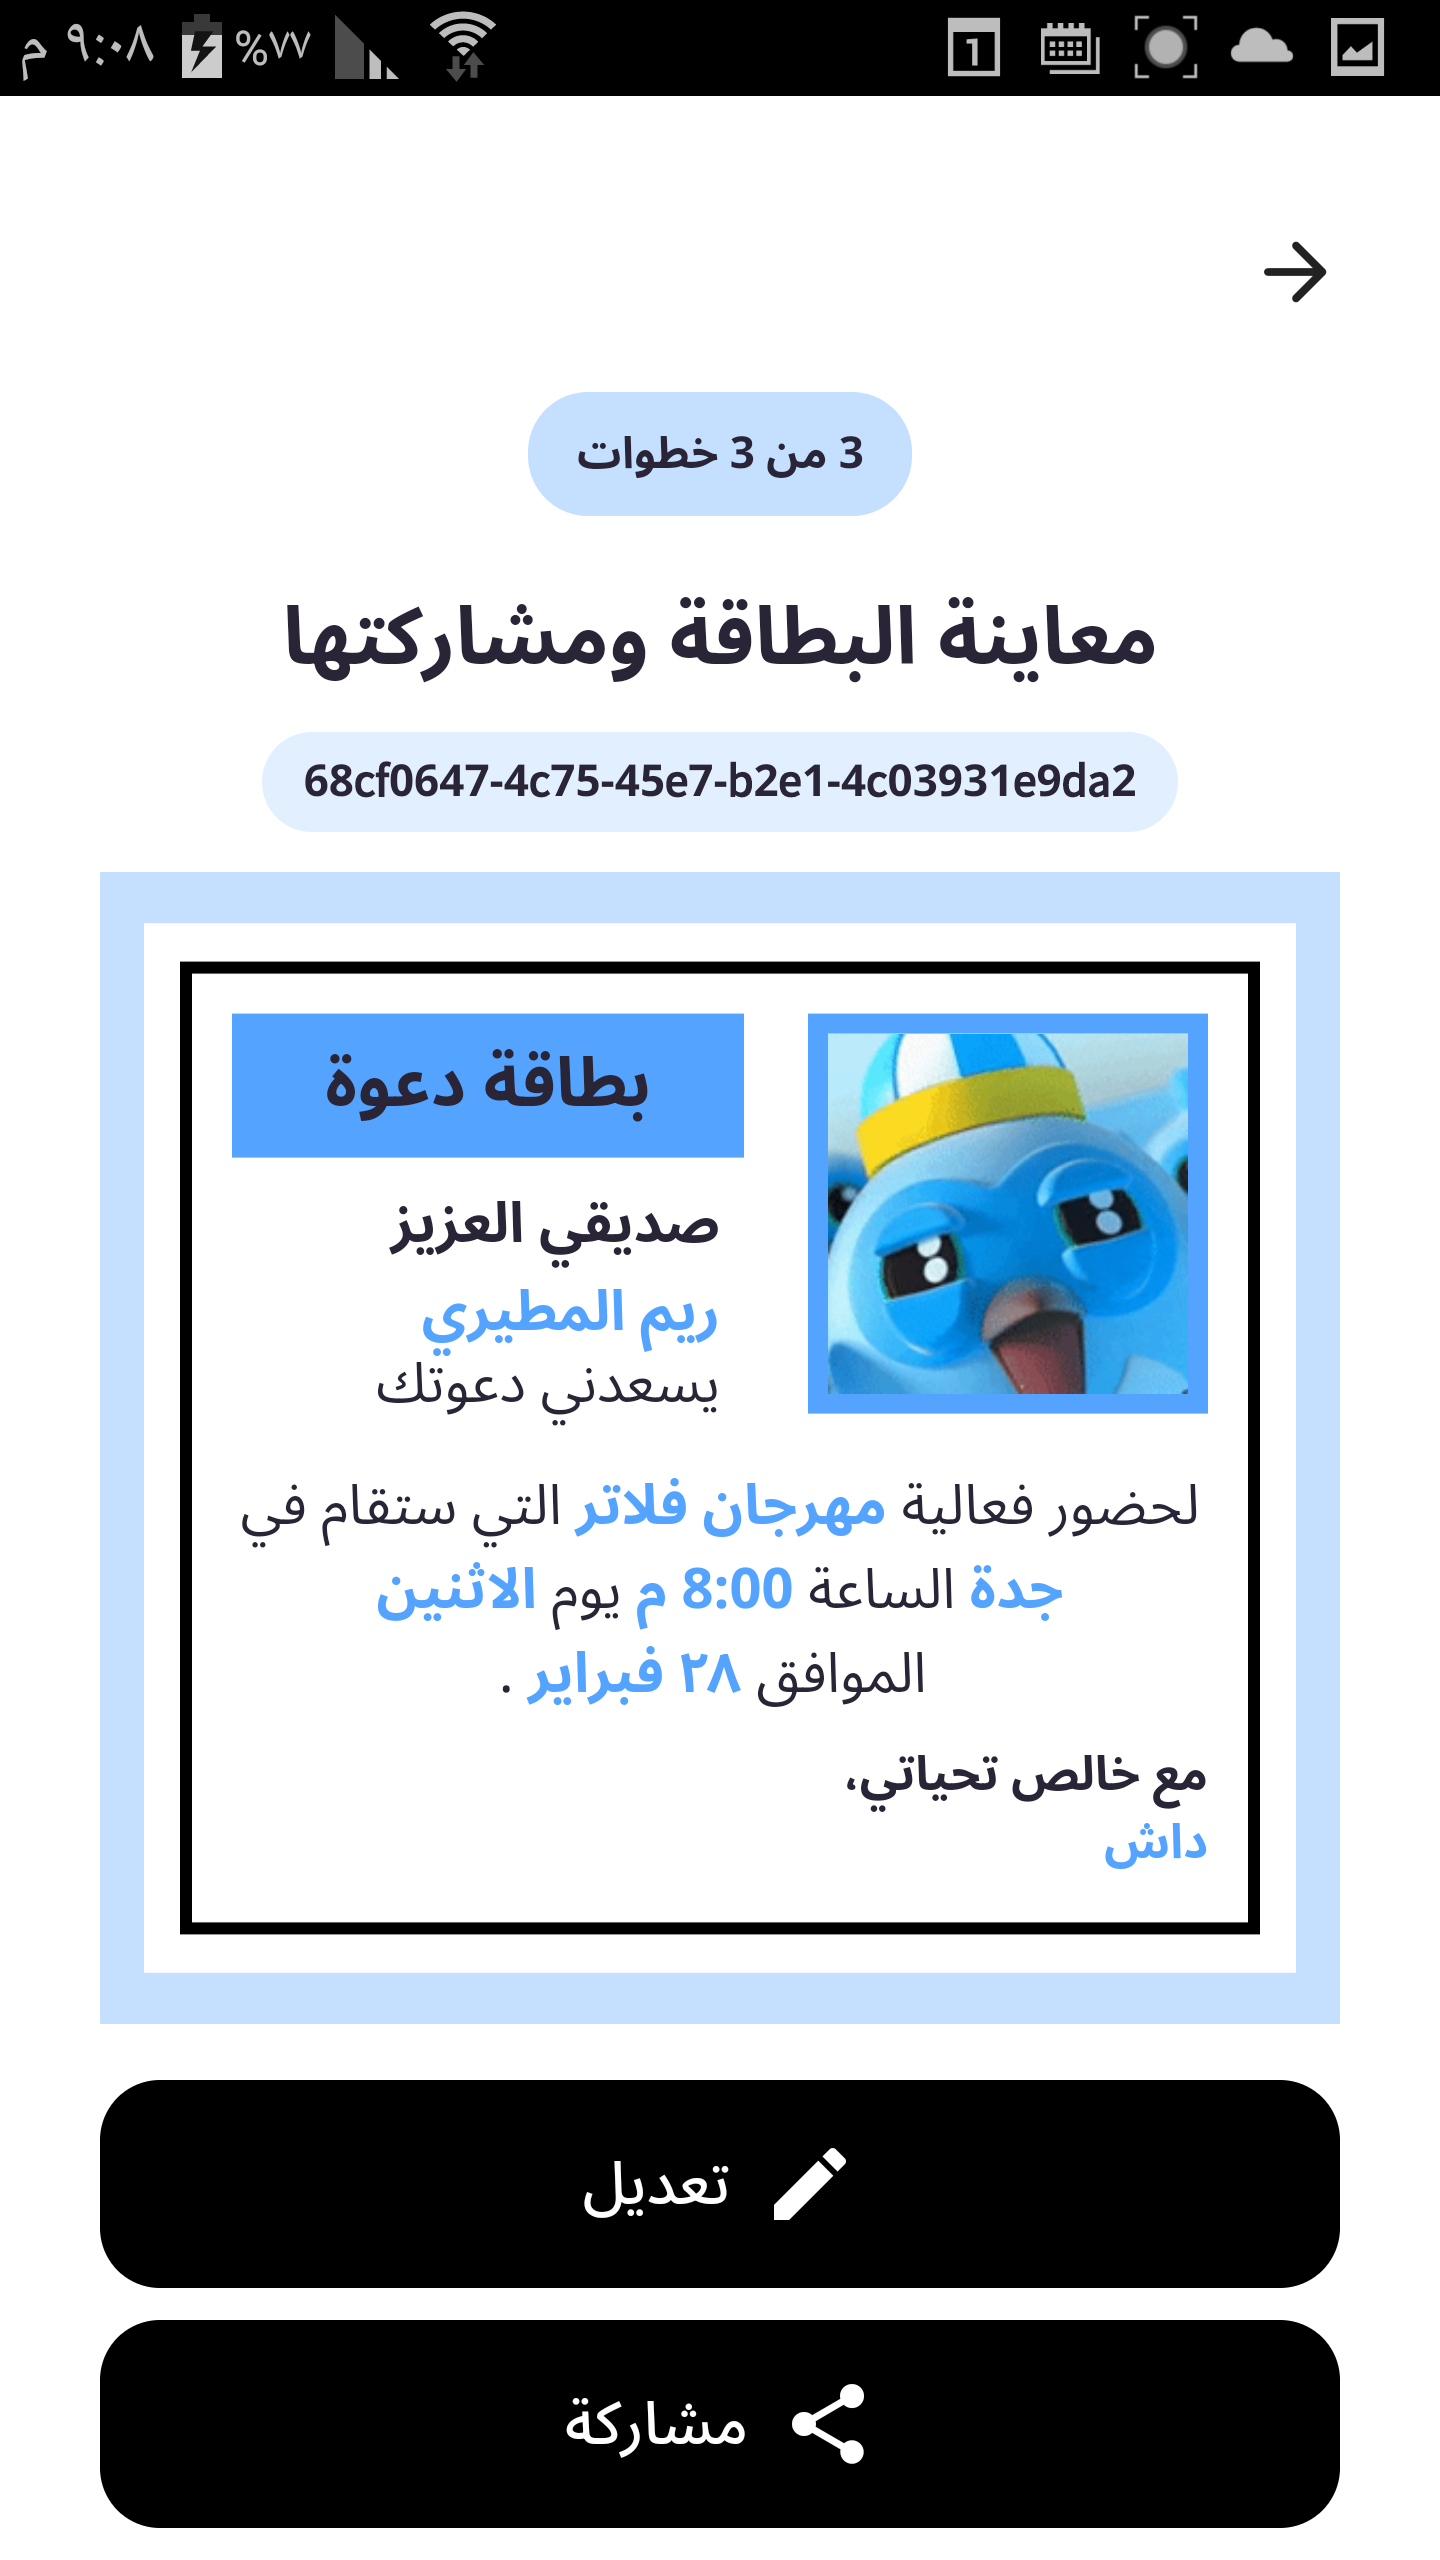 ٩:٠٨ م
%٧٧
1
3 من 3 خطوات
معاينة البطاقة ومشاركتها
68cf0647-4c75-45e7-b2e1-4c03931e9da2
بطاقة دعوة
صديقي العزيز
ريم المطيري
يسعدني دعوتك
لحضور فعالية مهرجان فلاتر التي ستقام في
جدة الساعة 8:00 م يوم الاثنين
الموافق ٢٨ فبراير .
مع خالص تحياتي،
داش
تعديل
مشاركة